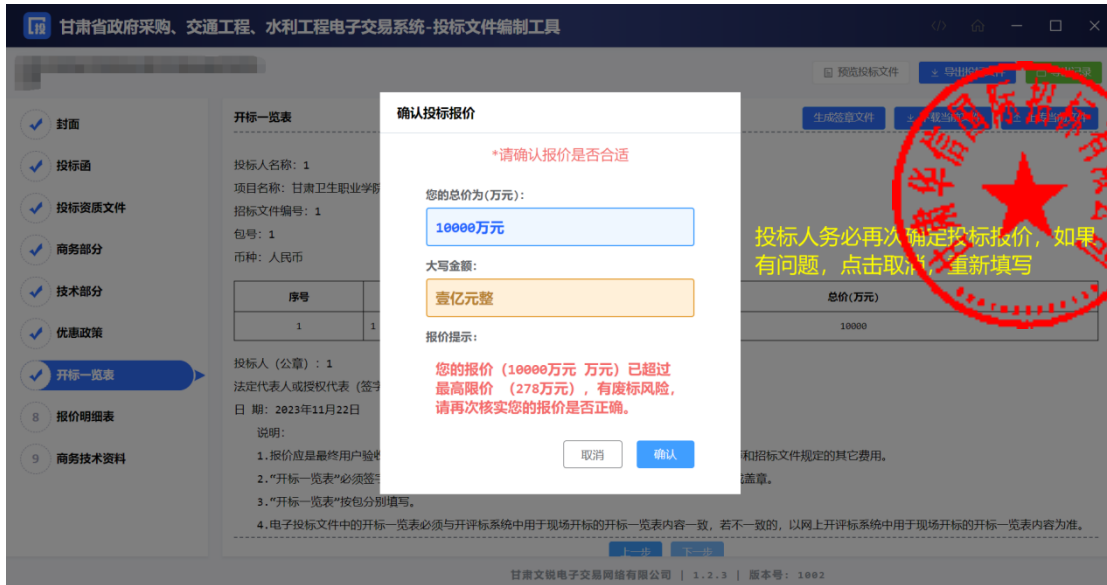 投 甘肃省政府采购、交通工程、水利工程电子交易系统-投标文件编制工具
预览投标文件
封面
投标函
投标资质文件
商务部分
技术部分
优惠政策
开标一览表
8 报价明细表
9 商务技术资料
开标一览表
生成签章文件
投标人名称: 1
项目名称: 甘肃卫生职业学院
招标文件编号: 1
包号: 1
币种: 人民币
序号
总价(万元)
1
1
10000
投标人 (公章) : 1
法定代表人或授权代表 (签字
日 期: 2023年11月22日
说明:
1.报价应是最终用户验收
和招标文件规定的其它费用。
2."开标一览表"必须签字
盖章。
3."开标一览表"按包分别填写。
4.电子投标文件中的开标一览表必须与开评标系统中用于现场开标的开标一览表内容一致, 若不一致的, 以网上开评标系统中用于现场开标的开标一览表内容为准。
上一步
下一步
确认投标报价
*请确认报价是否合适
您的总价为(万元):
10000万元
大写金额:
壹亿元整
报价提示:
您的报价 (10000万元 万元) 已超过
最高限价 (278万元) , 有废标风险,
请再次核实您的报价是否正确。
取消
确认
投标人务必再次确定投标报价, 如果
有问题, 点击取消, 重新填写
甘肃文锐电子交易网络有限公司 | 1.2.3 | 版本号: 1002